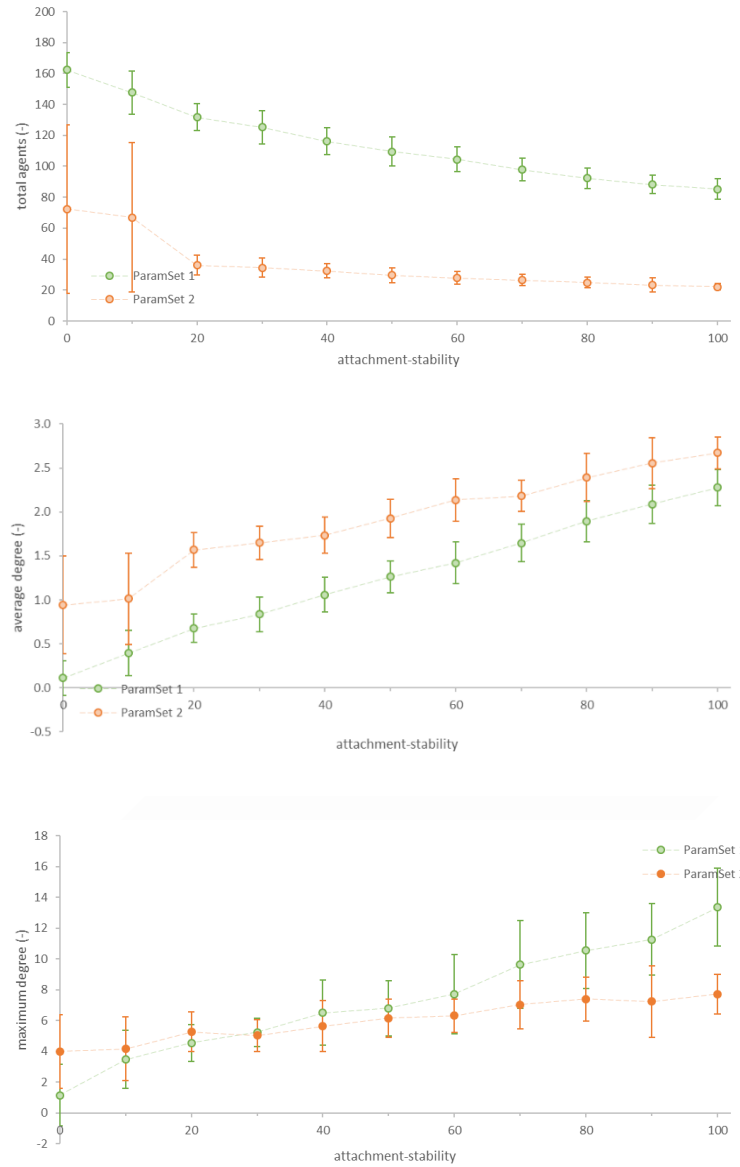 200
180
160
140
120
100
80
60
40
20
0
total agents (-)
ParamSet 1
ParamSet 2
0 20 40 60 80 100
attachment-stability
3.0
2.5
2.0
1.5
1.0
0.5
0.0
-0.5
average degree (-)
0 20 40 60 80 100
ParamSet 1
ParamSet 2
attachment-stability
18
16
14
12
10
8
6
4
2
0
-2
maximum degree (-)
ParamSet
ParamSet
0 20 40 60 80 100
attachment-stability